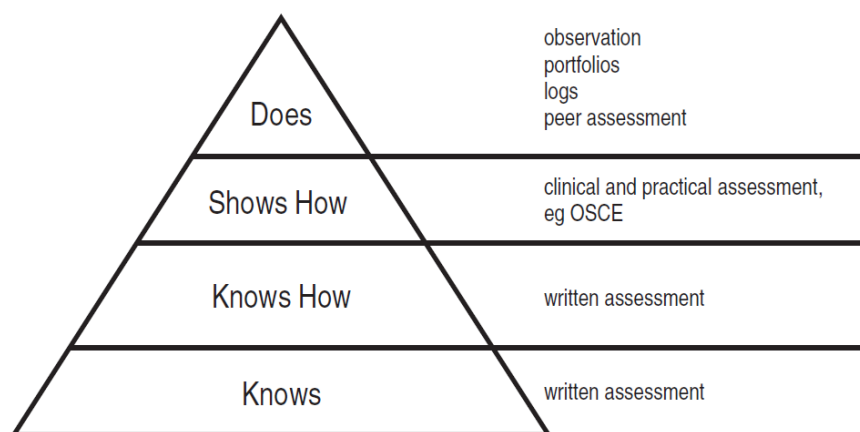 observation
portfolios
logs
Does
peer assessment
Shows How
clinical and practical assessment,
eg OSCE
Knows How
written assessment
Knows
written assessment